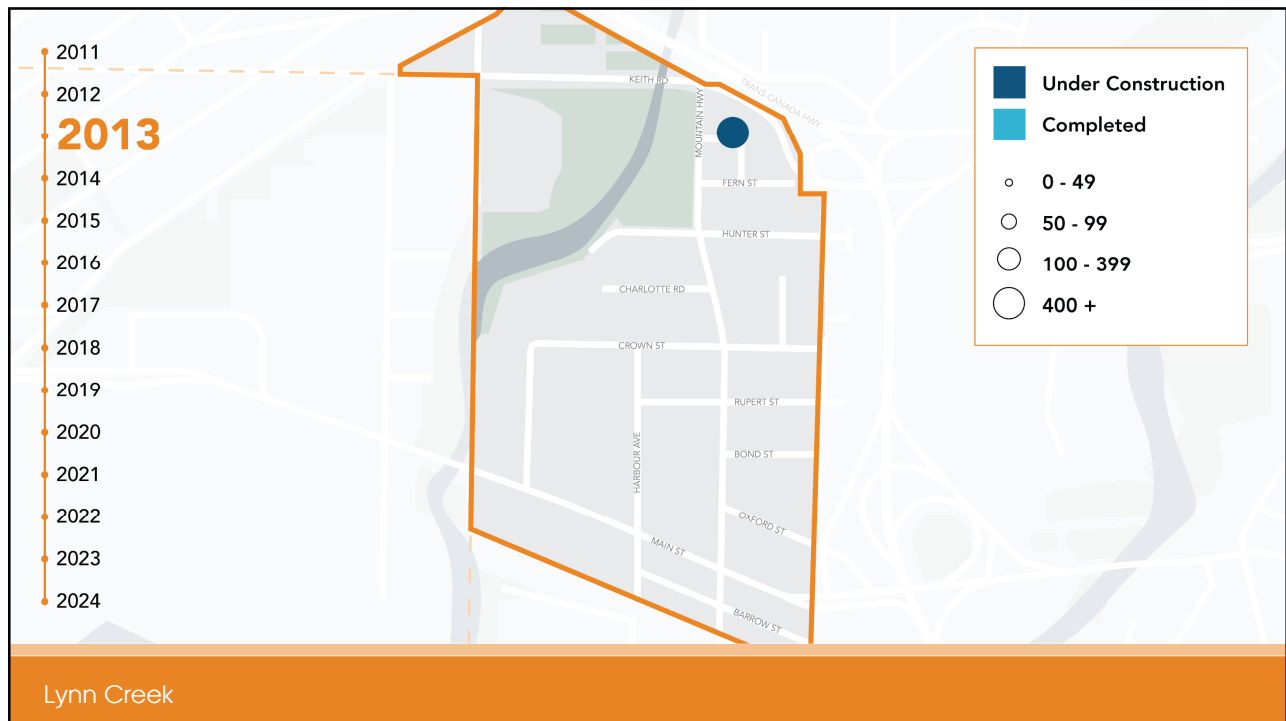 2011
2012
2013
2014
2015
2016
2017
2018
2019
2020
2021
2022
2023
2024
KEITH RD
TRANS CANADA HWY
MOUNTAIN HWY
FERN ST
HUNTER ST
CHARLOTTE RD
CROWN ST
RUPERT ST
HARBOUR AVE
BOND ST
OXFORD ST
MAIN ST
BARROW ST
Under Construction
Completed
0 - 49
50 - 99
100 - 399
400 +
Lynn Creek